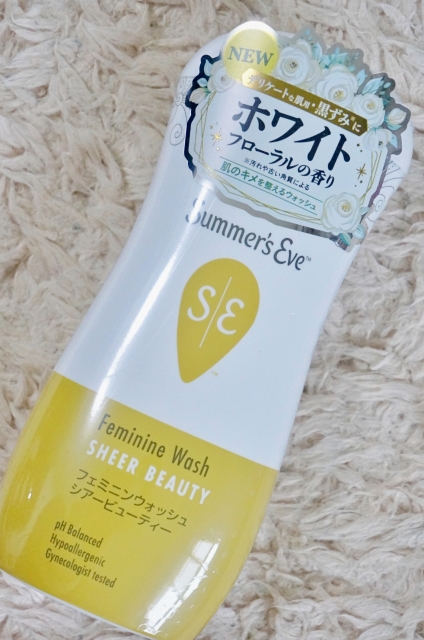 NEW
デリケートな肌用・黒ずみ※に
ホワイト
フローラルの香り
※汚れや古い角質による
肌のキメを整えるウォッシュ
Summer's Eve™
S|E
Feminine Wash
SHEER BEAUTY
フェミニンウォッシュ
シアービューティー
pH Balanced
Hypoallergenic
Gynecologist tested